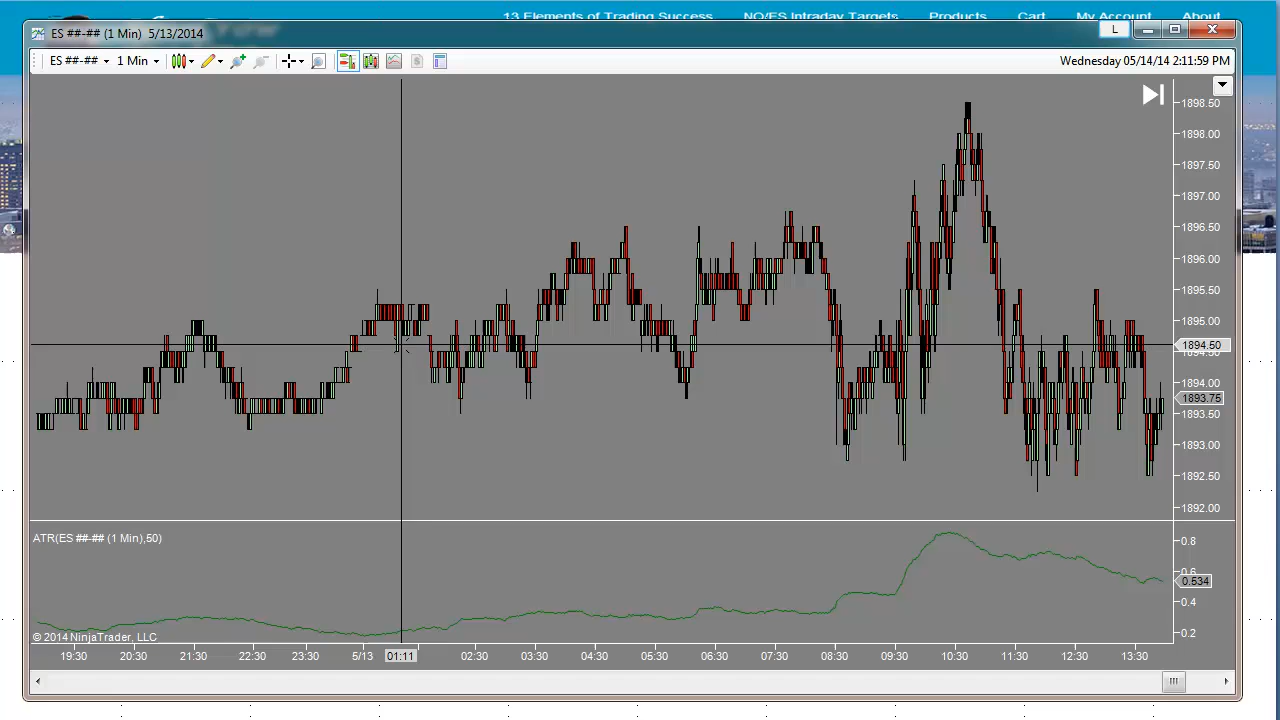 13 Elements of Trading Success NQ/ES Intraday Targets Products Cart My Account About
ES ##-## (1 Min) 5/13/2014
L
ES ##-## 1 Min
Wednesday 05/14/14 2:11:59 PM
1898.50
1898.00
1897.50
1897.00
1896.50
1896.00
1895.50
1895.00
1894.50
1894.50
1894.00
1893.75
1893.50
1893.00
1892.50
1892.00
ATR(ES ##-## (1 Min),50)
0.8
0.6
0.534
0.4
0.2
© 2014 NinjaTrader, LLC
19:30 20:30 21:30 22:30 23:30 5/13 01:11 02:30 03:30 04:30 05:30 06:30 07:30 08:30 09:30 10:30 11:30 12:30 13:30